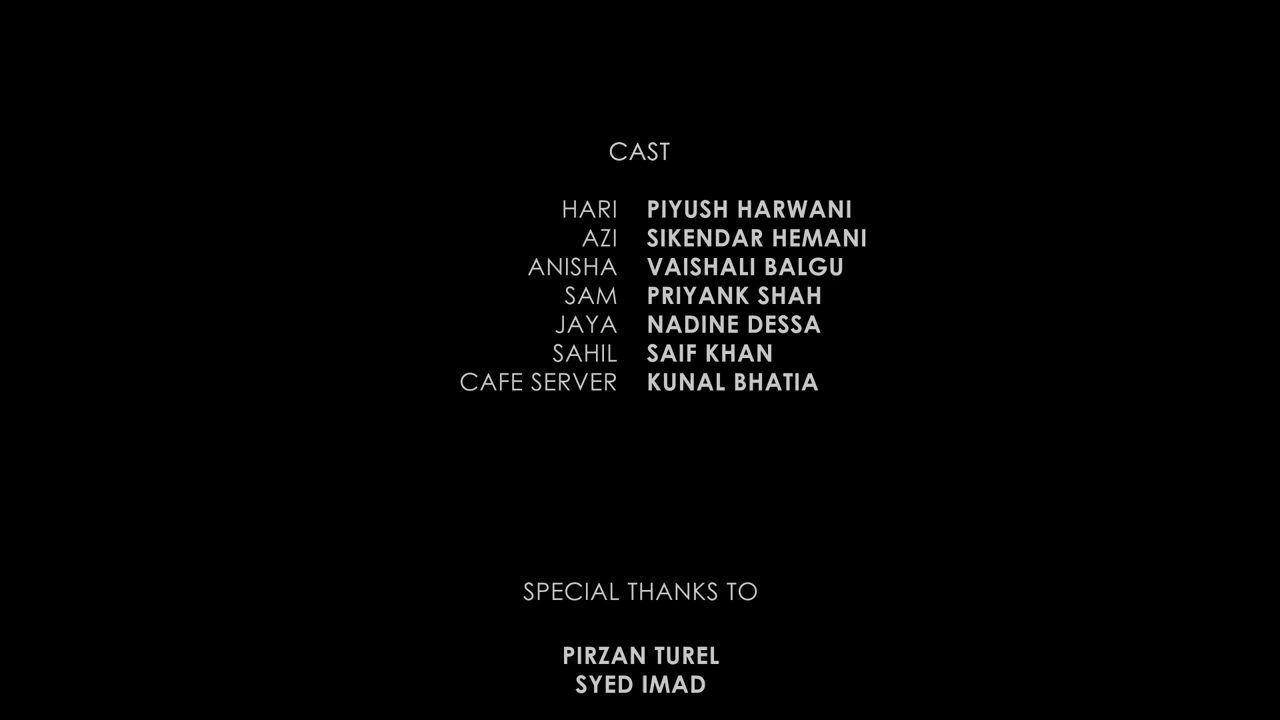 CAST
HARI PIYUSH HARWANI
AZI SIKENDAR HEMANI
ANISHA VAISHALI BALGU
SAM PRIYANK SHAH
JAYA NADINE DESSA
SAHIL SAIF KHAN
CAFE SERVER KUNAL BHATIA
SPECIAL THANKS TO
PIRZAN TUREL
SYED IMAD